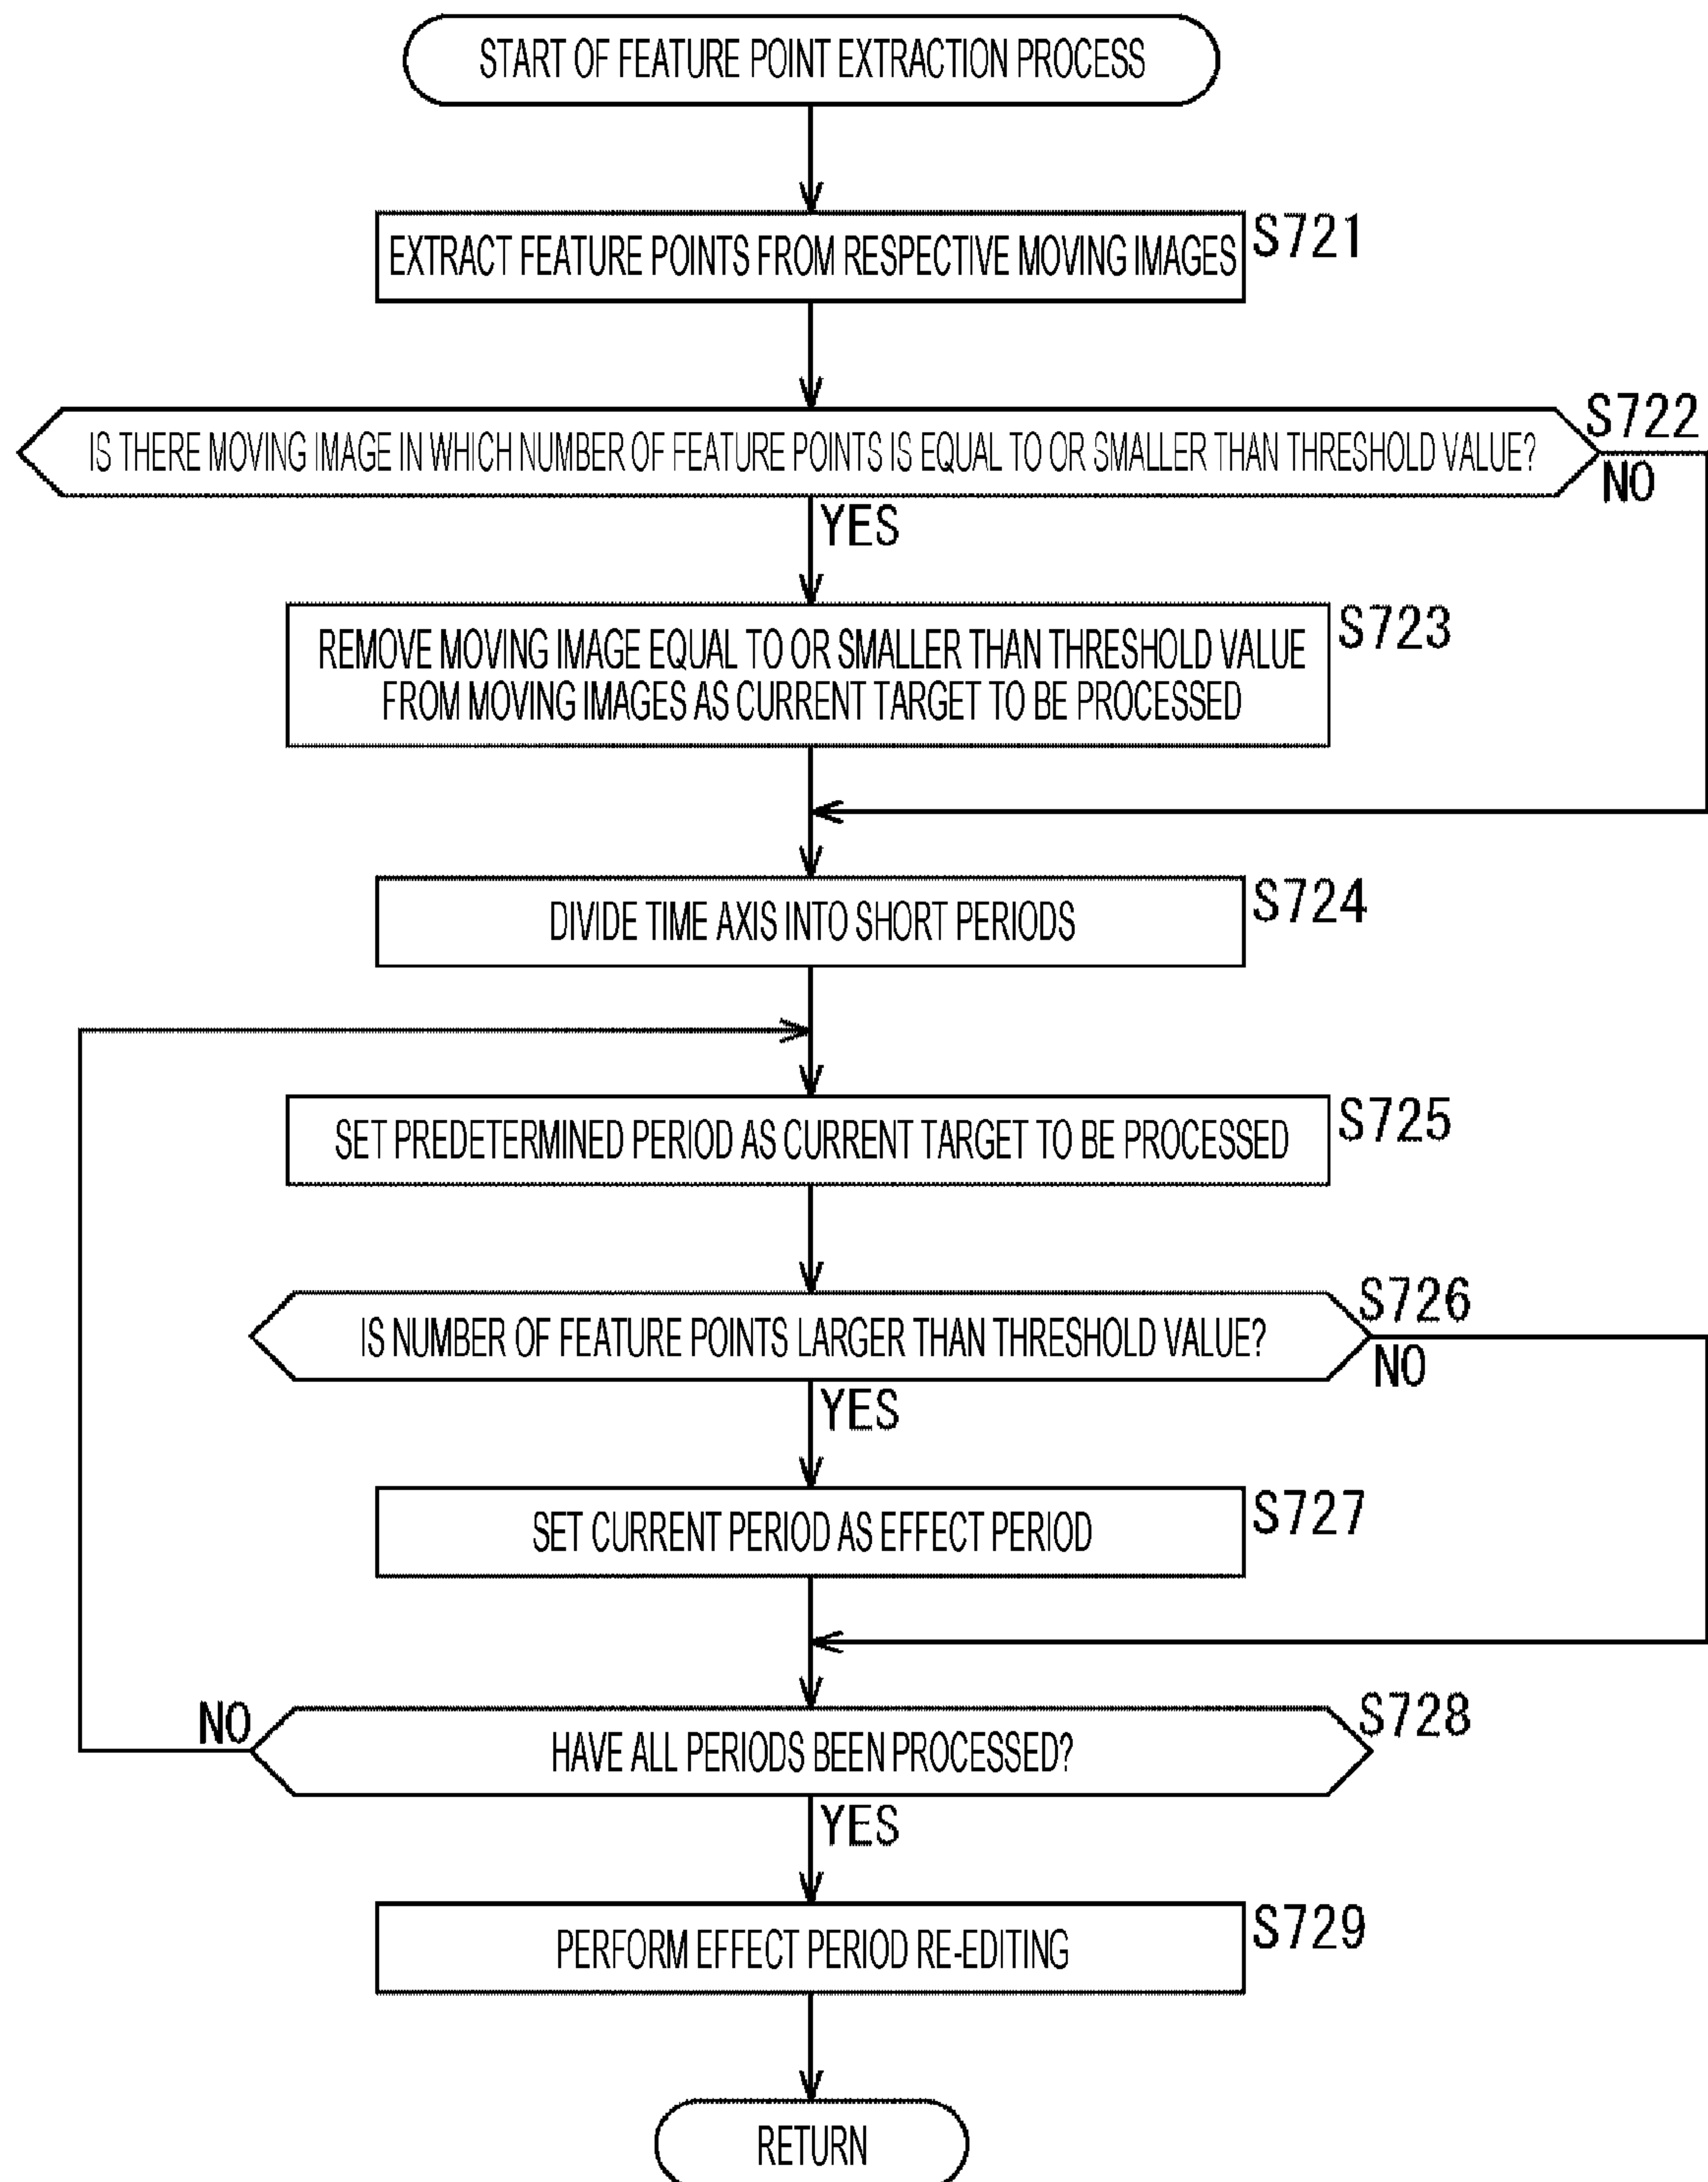 START OF FEATURE POINT EXTRACTION PROCESS
EXTRACT FEATURE POINTS FROM RESPECTIVE MOVING IMAGES
S721
IS THERE MOVING IMAGE IN WHICH NUMBER OF FEATURE POINTS IS EQUAL TO OR SMALLER THAN THRESHOLD VALUE?
S722
NO
YES
REMOVE MOVING IMAGE EQUAL TO OR SMALLER THAN THRESHOLD VALUE
FROM MOVING IMAGES AS CURRENT TARGET TO BE PROCESSED
S723
DIVIDE TIME AXIS INTO SHORT PERIODS
S724
SET PREDETERMINED PERIOD AS CURRENT TARGET TO BE PROCESSED
S725
IS NUMBER OF FEATURE POINTS LARGER THAN THRESHOLD VALUE?
S726
NO
YES
SET CURRENT PERIOD AS EFFECT PERIOD
S727
NO
HAVE ALL PERIODS BEEN PROCESSED?
S728
YES
PERFORM EFFECT PERIOD RE-EDITING
S729
RETURN